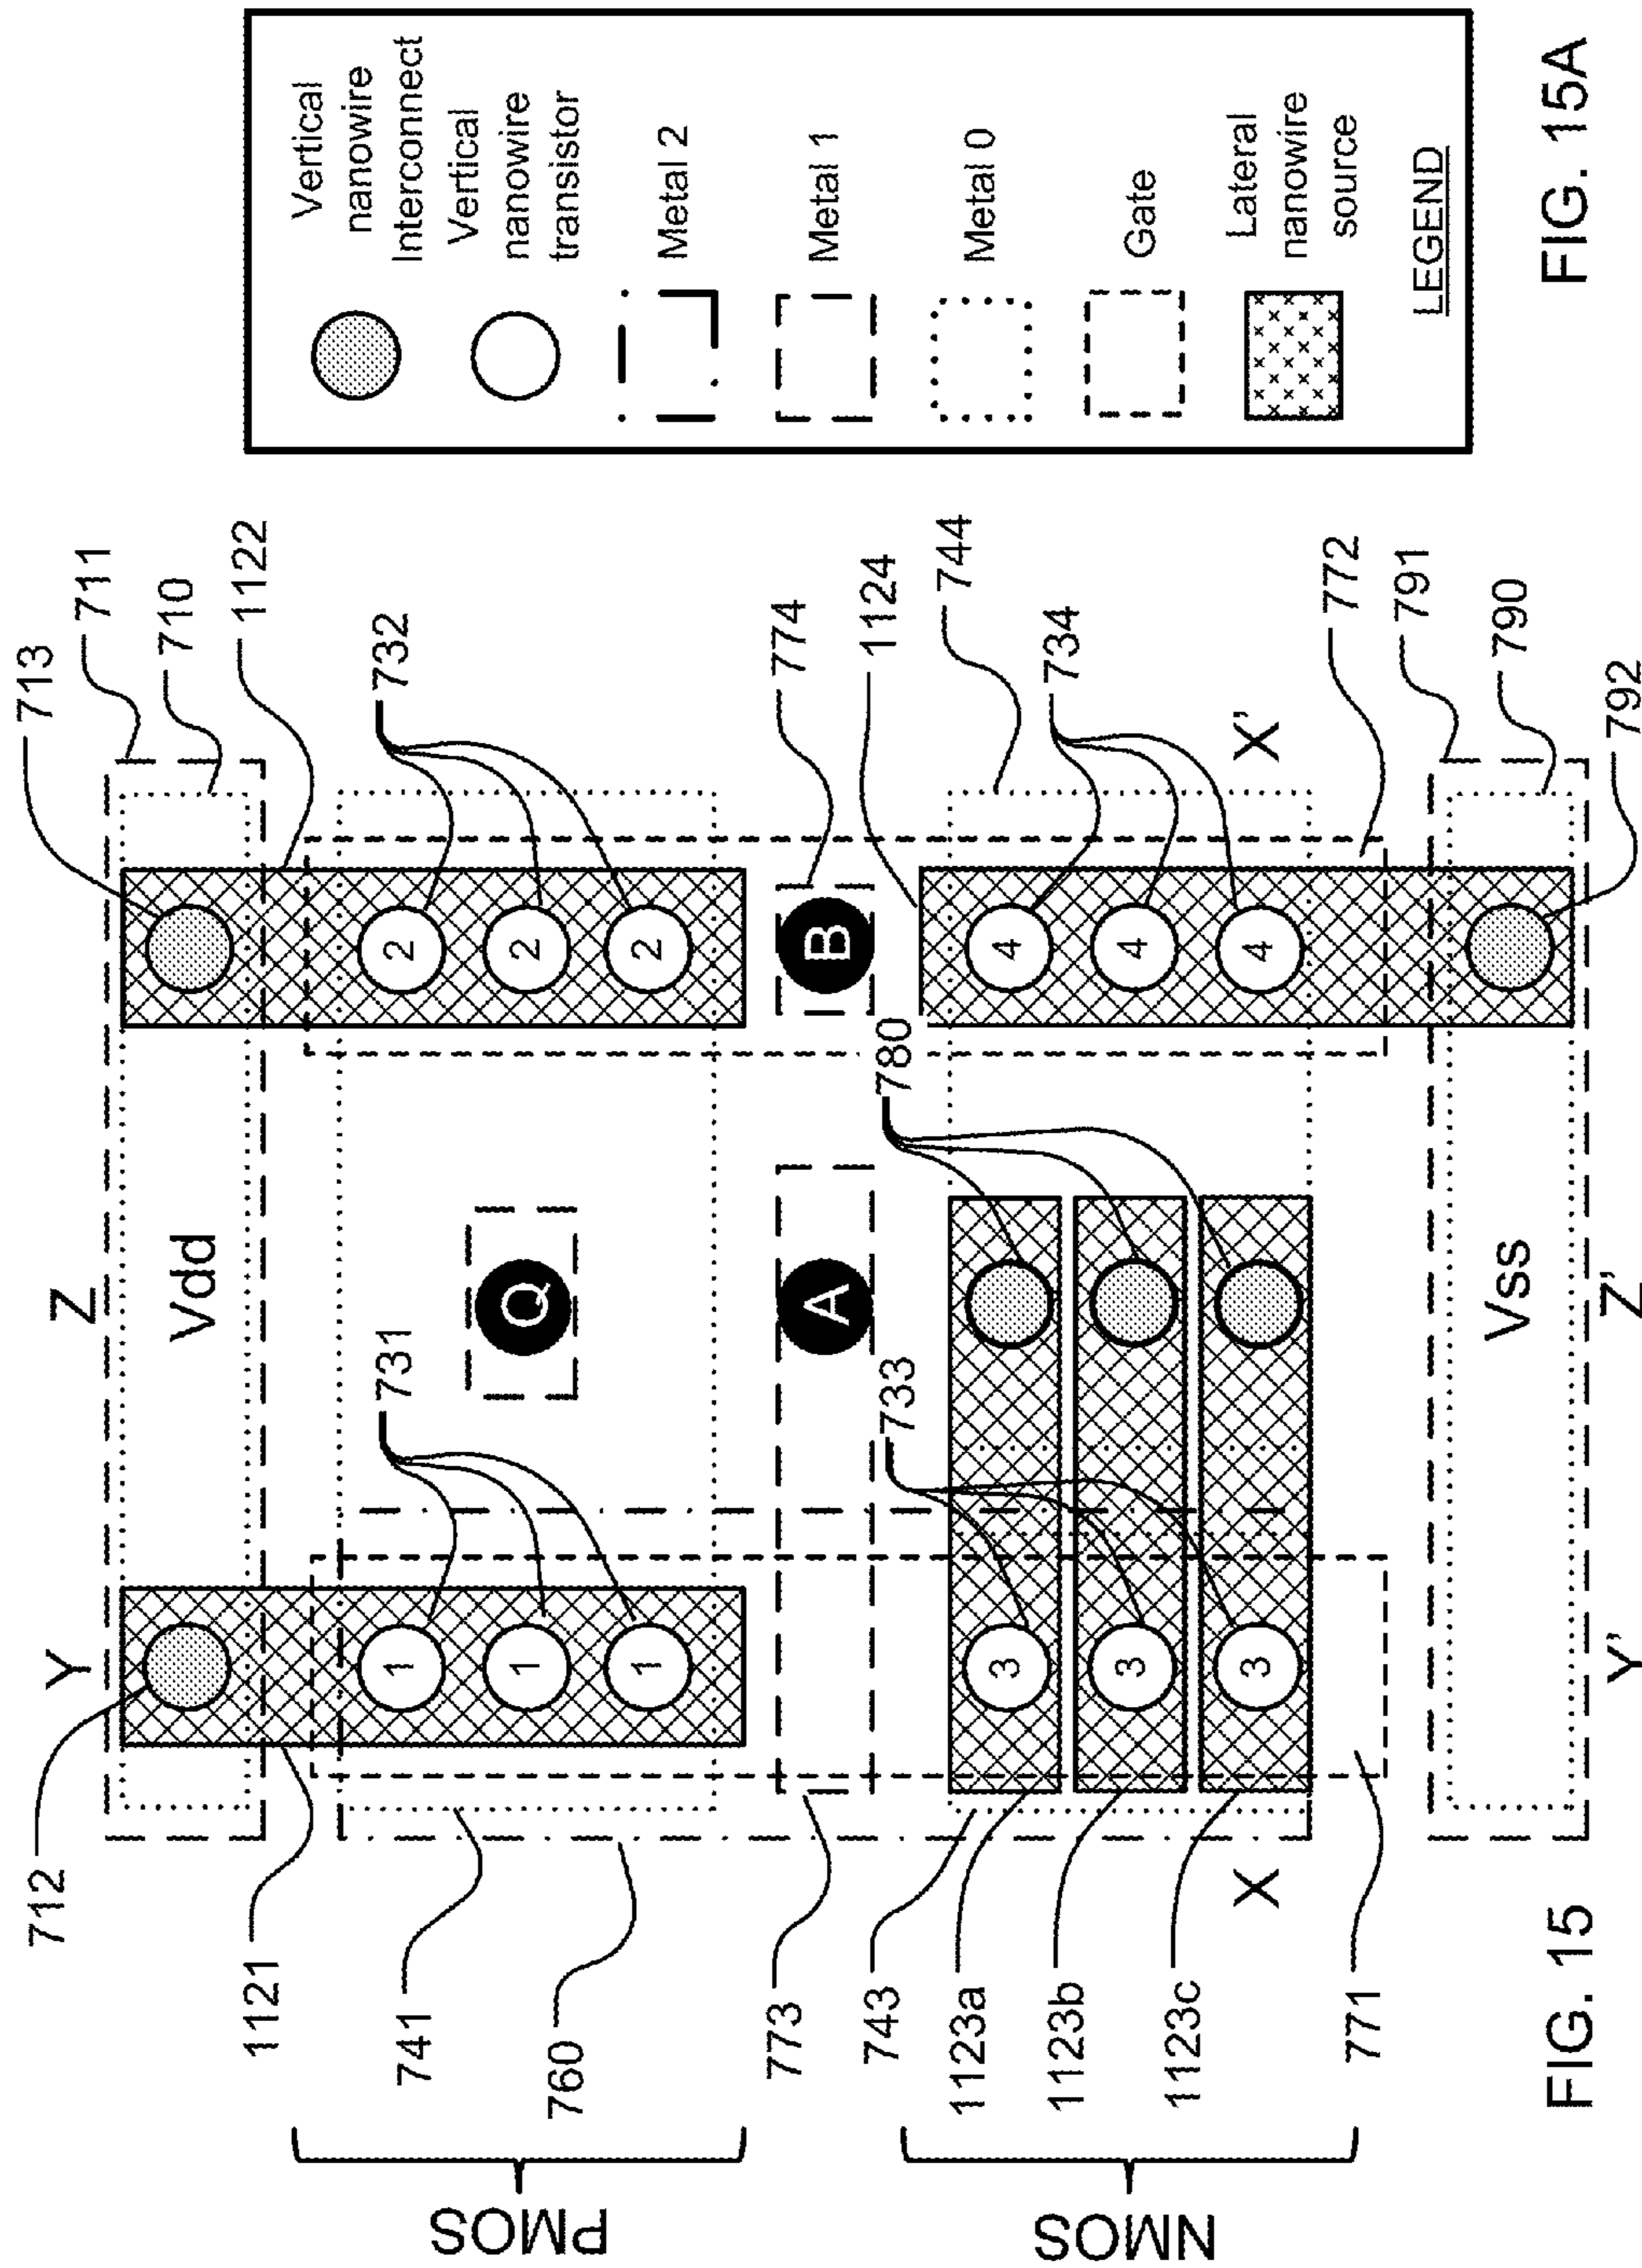 712
Y
Z
713
711
710
1122
Vdd
1121
731
732
741
1
1
1
2
2
2
Q
760
PMOS
773
A
B
774
1124
743
733
780
744
1123a
1123b
1123c
3
3
3
4
4
4
734
NMOS
X
X'
771
772
791
Vss
790
792
Y'
Z'
FIG. 15
Vertical
nanowire
Interconnect
Vertical
nanowire
transistor
Metal 2
Metal 1
Metal 0
Gate
Lateral
nanowire
source
LEGEND
FIG. 15A